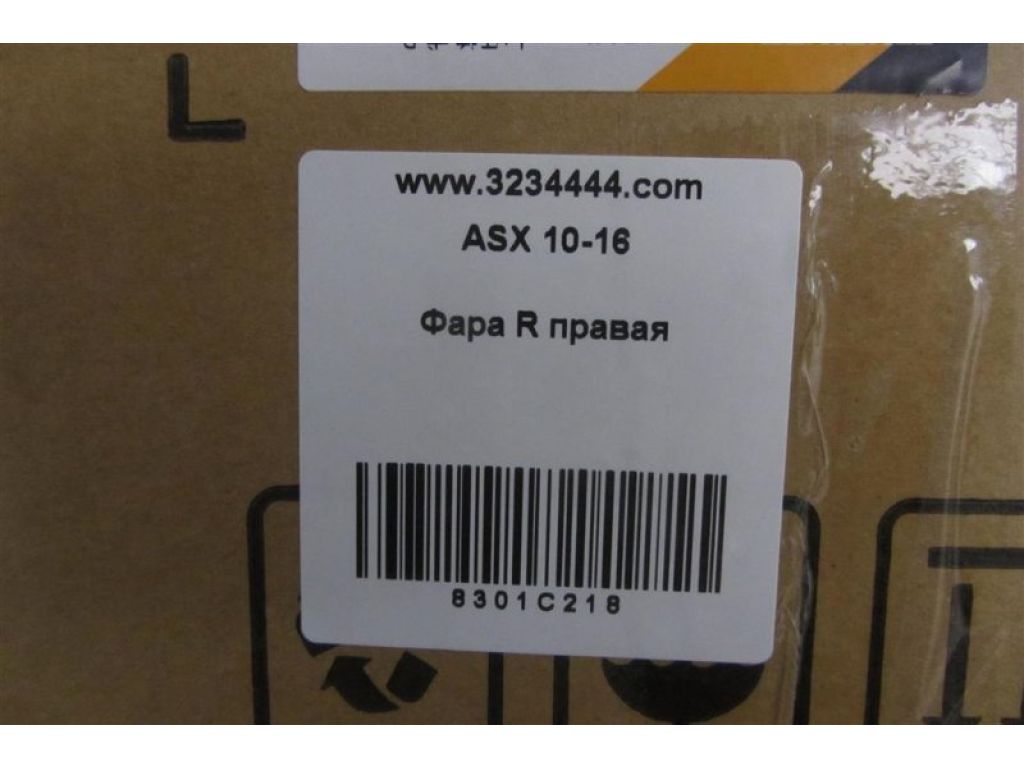 L
www.3234444.com
ASX 10-16
Фара R правая
8301C218